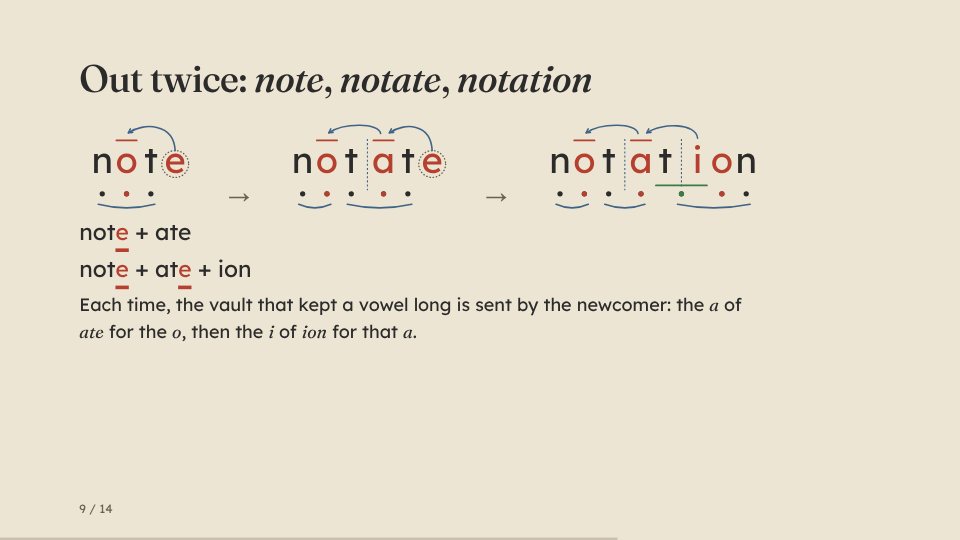 Out twice: note, notate, notation
note → notate → notation
note + ate
note + ate + ion
Each time, the vault that kept a vowel long is sent by the newcomer: the a of
ate for the o, then the i of ion for that a.
9 / 14